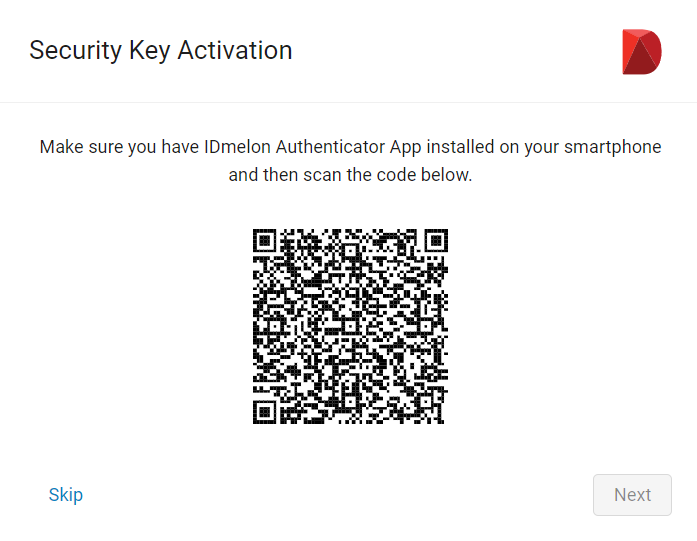 Security Key Activation
Make sure you have IDmelon Authenticator App installed on your smartphone
and then scan the code below.
Skip
Next